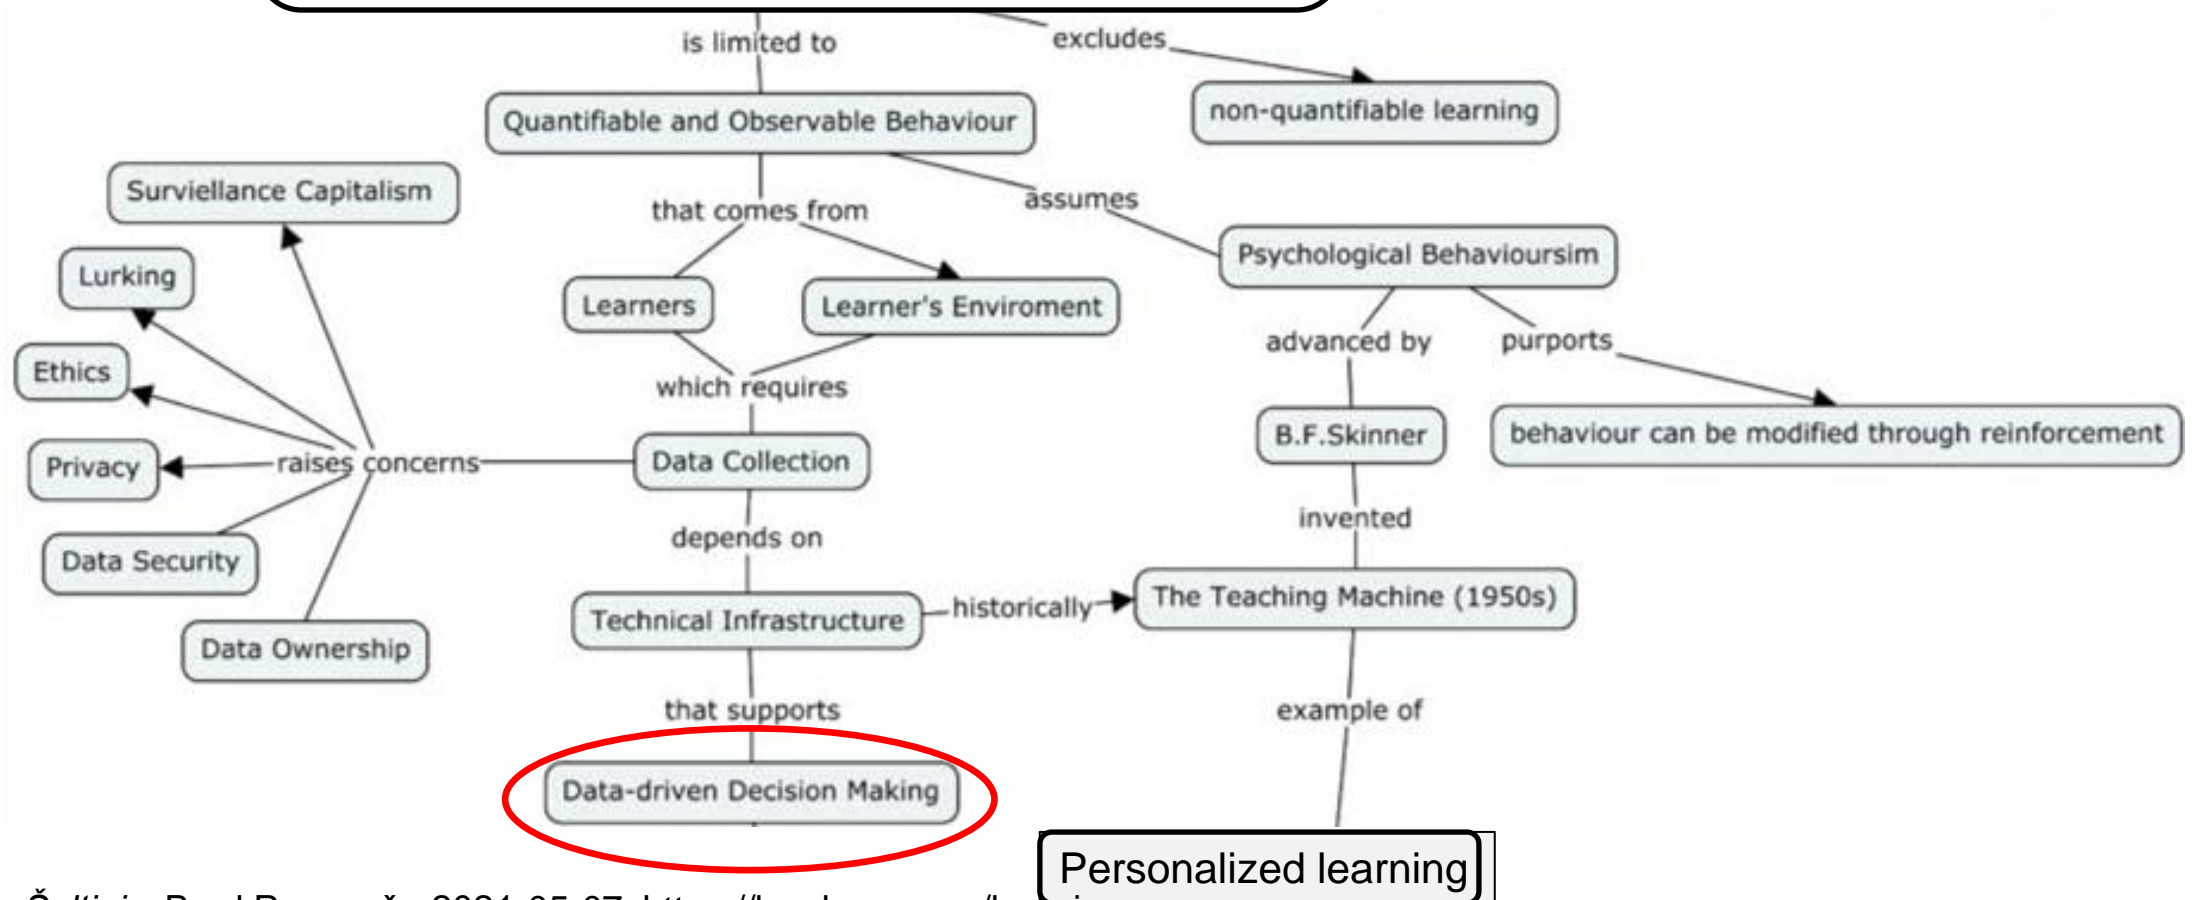 is limited to
excludes
Quantifiable and Observable Behaviour
non-quantifiable learning
Surviellance Capitalism
that comes from
assumes
Psychological Behavioursim
Lurking
Learners
Learner's Enviroment
advanced by
purports
Ethics
which requires
B.F.Skinner
behaviour can be modified through reinforcement
Privacy
raises concerns
Data Collection
invented
depends on
Data Security
Technical Infrastructure
historically
The Teaching Machine (1950s)
Data Ownership
that supports
example of
Data-driven Decision Making
Personalized learning